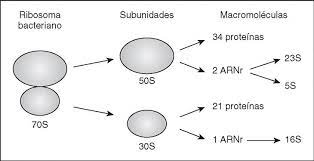 Ribosoma
bacteriano
Subunidades
Macromoléculas
70S
50S
34 proteínas
2 ARNr
23S
5S
30S
21 proteínas
1 ARNr
16S